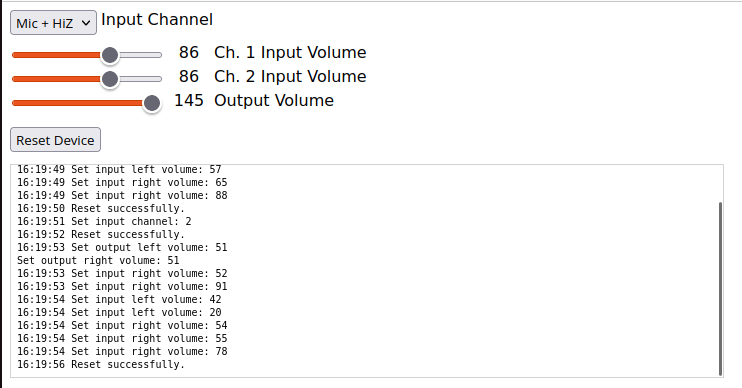 Mic + HiZ Input Channel
86 Ch. 1 Input Volume
86 Ch. 2 Input Volume
145 Output Volume
Reset Device
16:19:49 Set input left volume: 57
16:19:49 Set input right volume: 65
16:19:49 Set input right volume: 88
16:19:50 Reset successfully.
16:19:51 Set input channel: 2
16:19:52 Reset successfully.
16:19:53 Set output left volume: 51
Set output right volume: 51
16:19:53 Set input right volume: 52
16:19:53 Set input right volume: 91
16:19:54 Set input left volume: 42
16:19:54 Set input left volume: 20
16:19:54 Set input right volume: 54
16:19:54 Set input right volume: 55
16:19:54 Set input right volume: 78
16:19:56 Reset successfully.